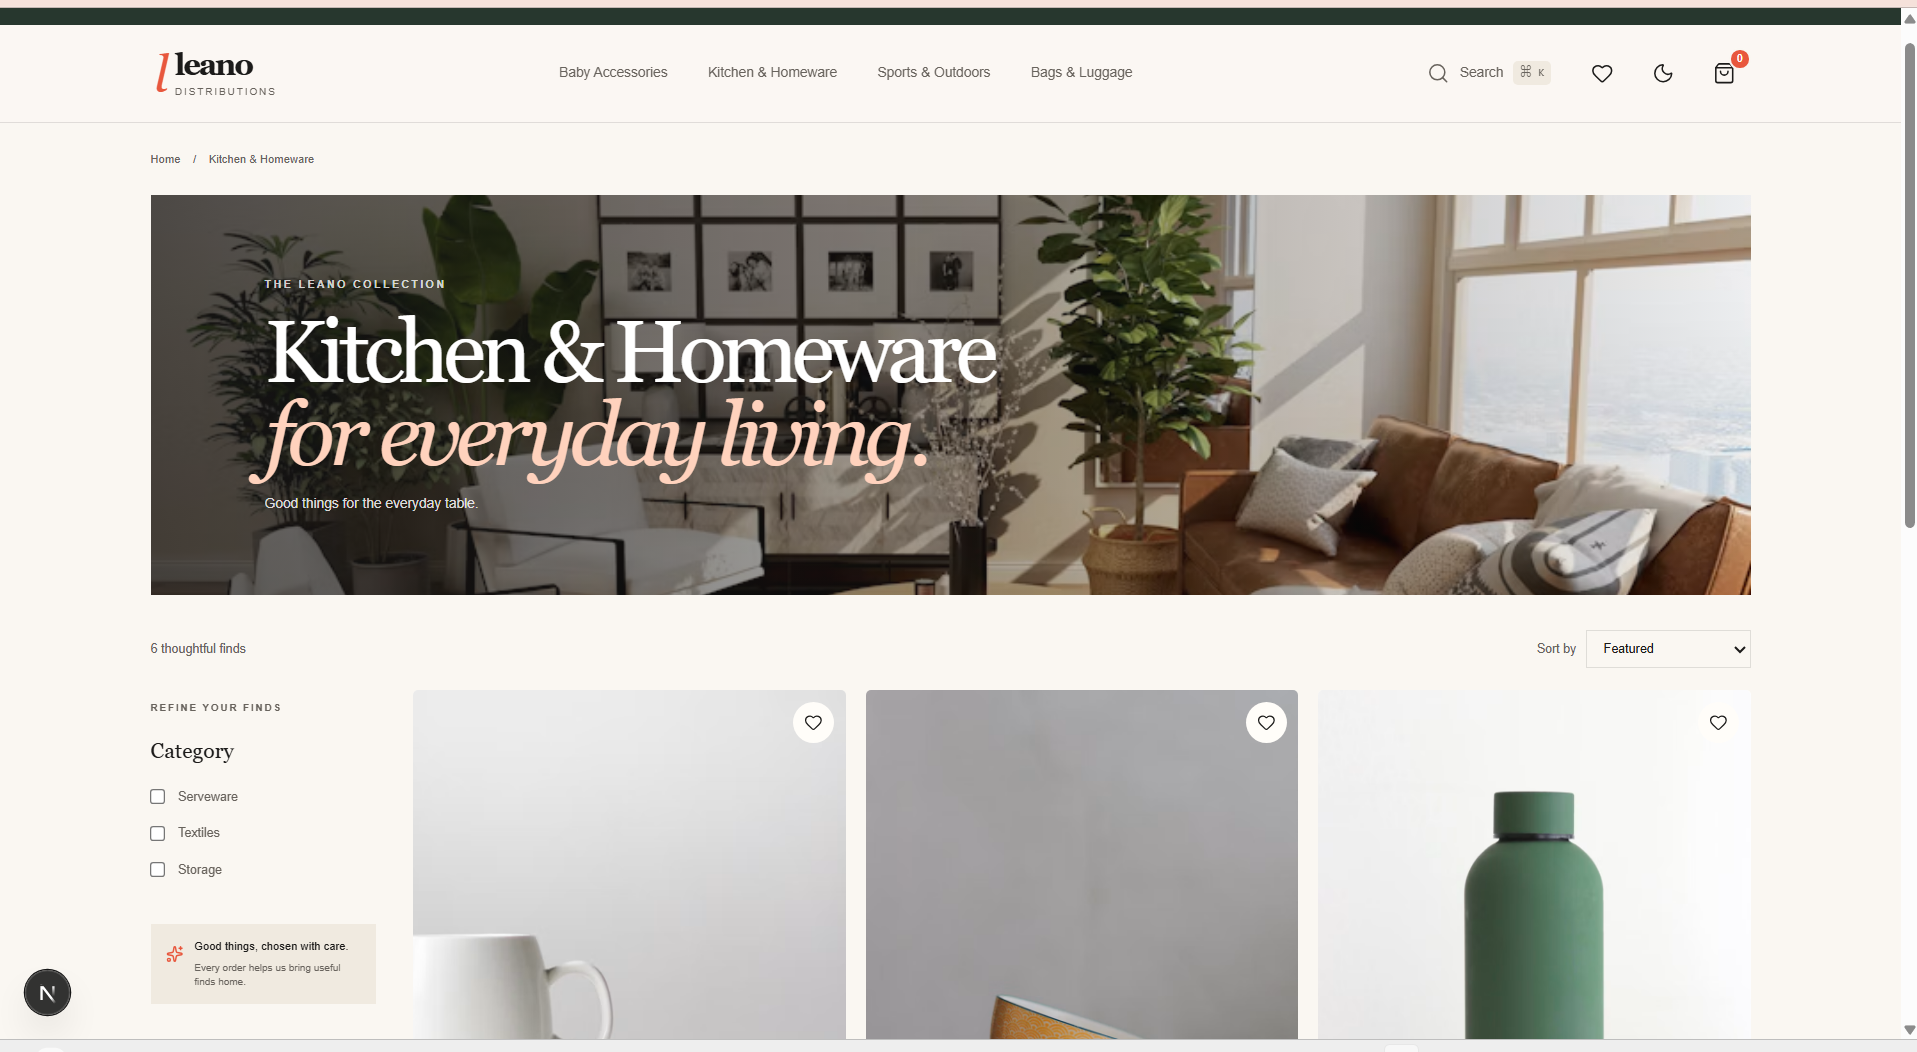 l leano
DISTRIBUTIONS
Baby Accessories
Kitchen & Homeware
Sports & Outdoors
Bags & Luggage
Search ⌘ K
0
Home / Kitchen & Homeware
THE LEANO COLLECTION
Kitchen & Homeware
for everyday living.
Good things for the everyday table.
6 thoughtful finds
Sort by Featured
REFINE YOUR FINDS
Category
Serveware
Textiles
Storage
Good things, chosen with care.
Every order helps us bring useful
finds home.
N